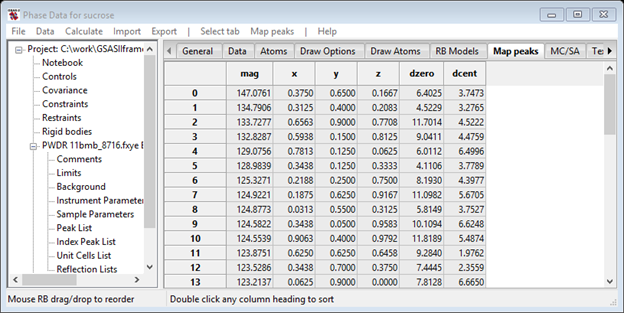 Phase Data for sucrose
File Data Calculate Import Export | Select tab Map peaks | Help
Project: C:\work\GSASIIframe
Notebook
Controls
Covariance
Constraints
Restraints
Rigid bodies
PWDR 11bmb_8716.fxye B
Comments
Limits
Background
Instrument Parameters
Sample Parameters
Peak List
Index Peak List
Unit Cells List
Reflection Lists
General Data Atoms Draw Options Draw Atoms RB Models Map peaks MC/SA
mag x y z dzero dcent
0 147.0761 0.3750 0.6500 0.1667 6.4025 3.7473
1 134.7906 0.3125 0.4000 0.2083 4.5229 3.2765
2 133.7277 0.6563 0.9000 0.7708 11.7014 4.5222
3 132.8287 0.5938 0.1500 0.8125 9.0411 4.4759
4 129.0756 0.7813 0.1250 0.0625 6.0112 6.4996
5 128.9839 0.3438 0.1250 0.3333 4.1106 3.7789
6 125.3271 0.2188 0.2500 0.7500 8.1930 4.3977
7 124.9221 0.1875 0.6250 0.9167 11.0982 5.6705
8 124.8773 0.0313 0.5500 0.3125 5.8149 3.7527
9 124.5822 0.3438 0.0500 0.9583 10.1094 6.6248
10 124.5539 0.9063 0.4000 0.9792 11.8189 5.4874
11 123.8751 0.6250 0.6250 0.6458 9.2840 1.9762
12 123.5286 0.3438 0.7000 0.3750 7.4445 2.3559
13 123.2137 0.0625 0.9000 0.0000 7.8128 6.6650
Mouse RB drag/drop to reorder
Double click any column heading to sort